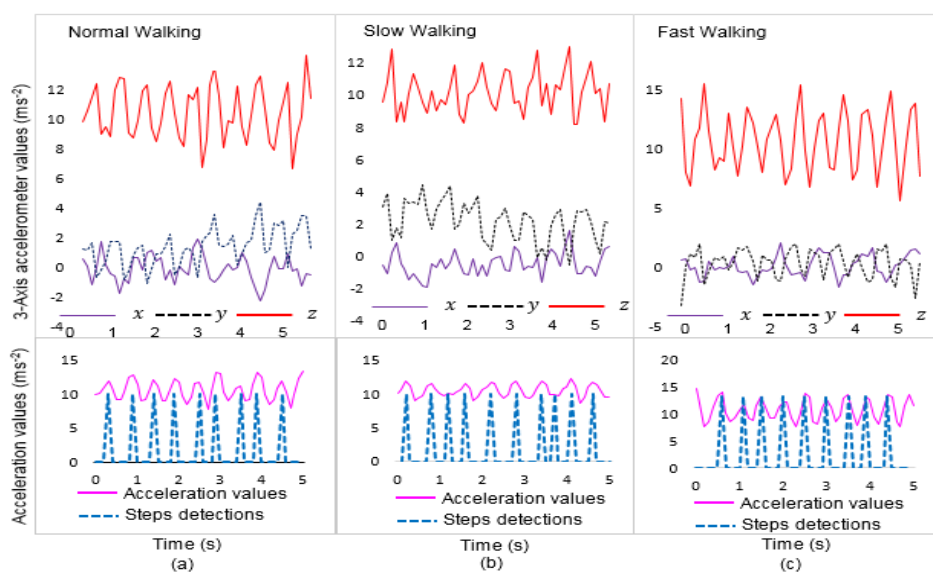 Normal Walking
Slow Walking
Fast Walking
3-Axis accelerometer values (ms-2)
12
10
8
6
4
2
0
-2
-4
x
y
z
0
1
2
3
4
5
12
10
8
6
4
2
0
-2
-4
x
y
z
0
1
2
3
4
5
15
10
15
0
-5
x
y
z
0
1
2
3
4
5
Acceleration values (ms-2)
15
10
5
0
0
1
2
3
4
5
Acceleration values
Steps detections
15
10
5
0
0
1
2
3
4
5
Acceleration values
Steps detections
20
15
10
5
0
0
1
2
3
4
5
Acceleration values
Steps detections
Time (s)
(a)
Time (s)
(b)
Time (s)
(c)